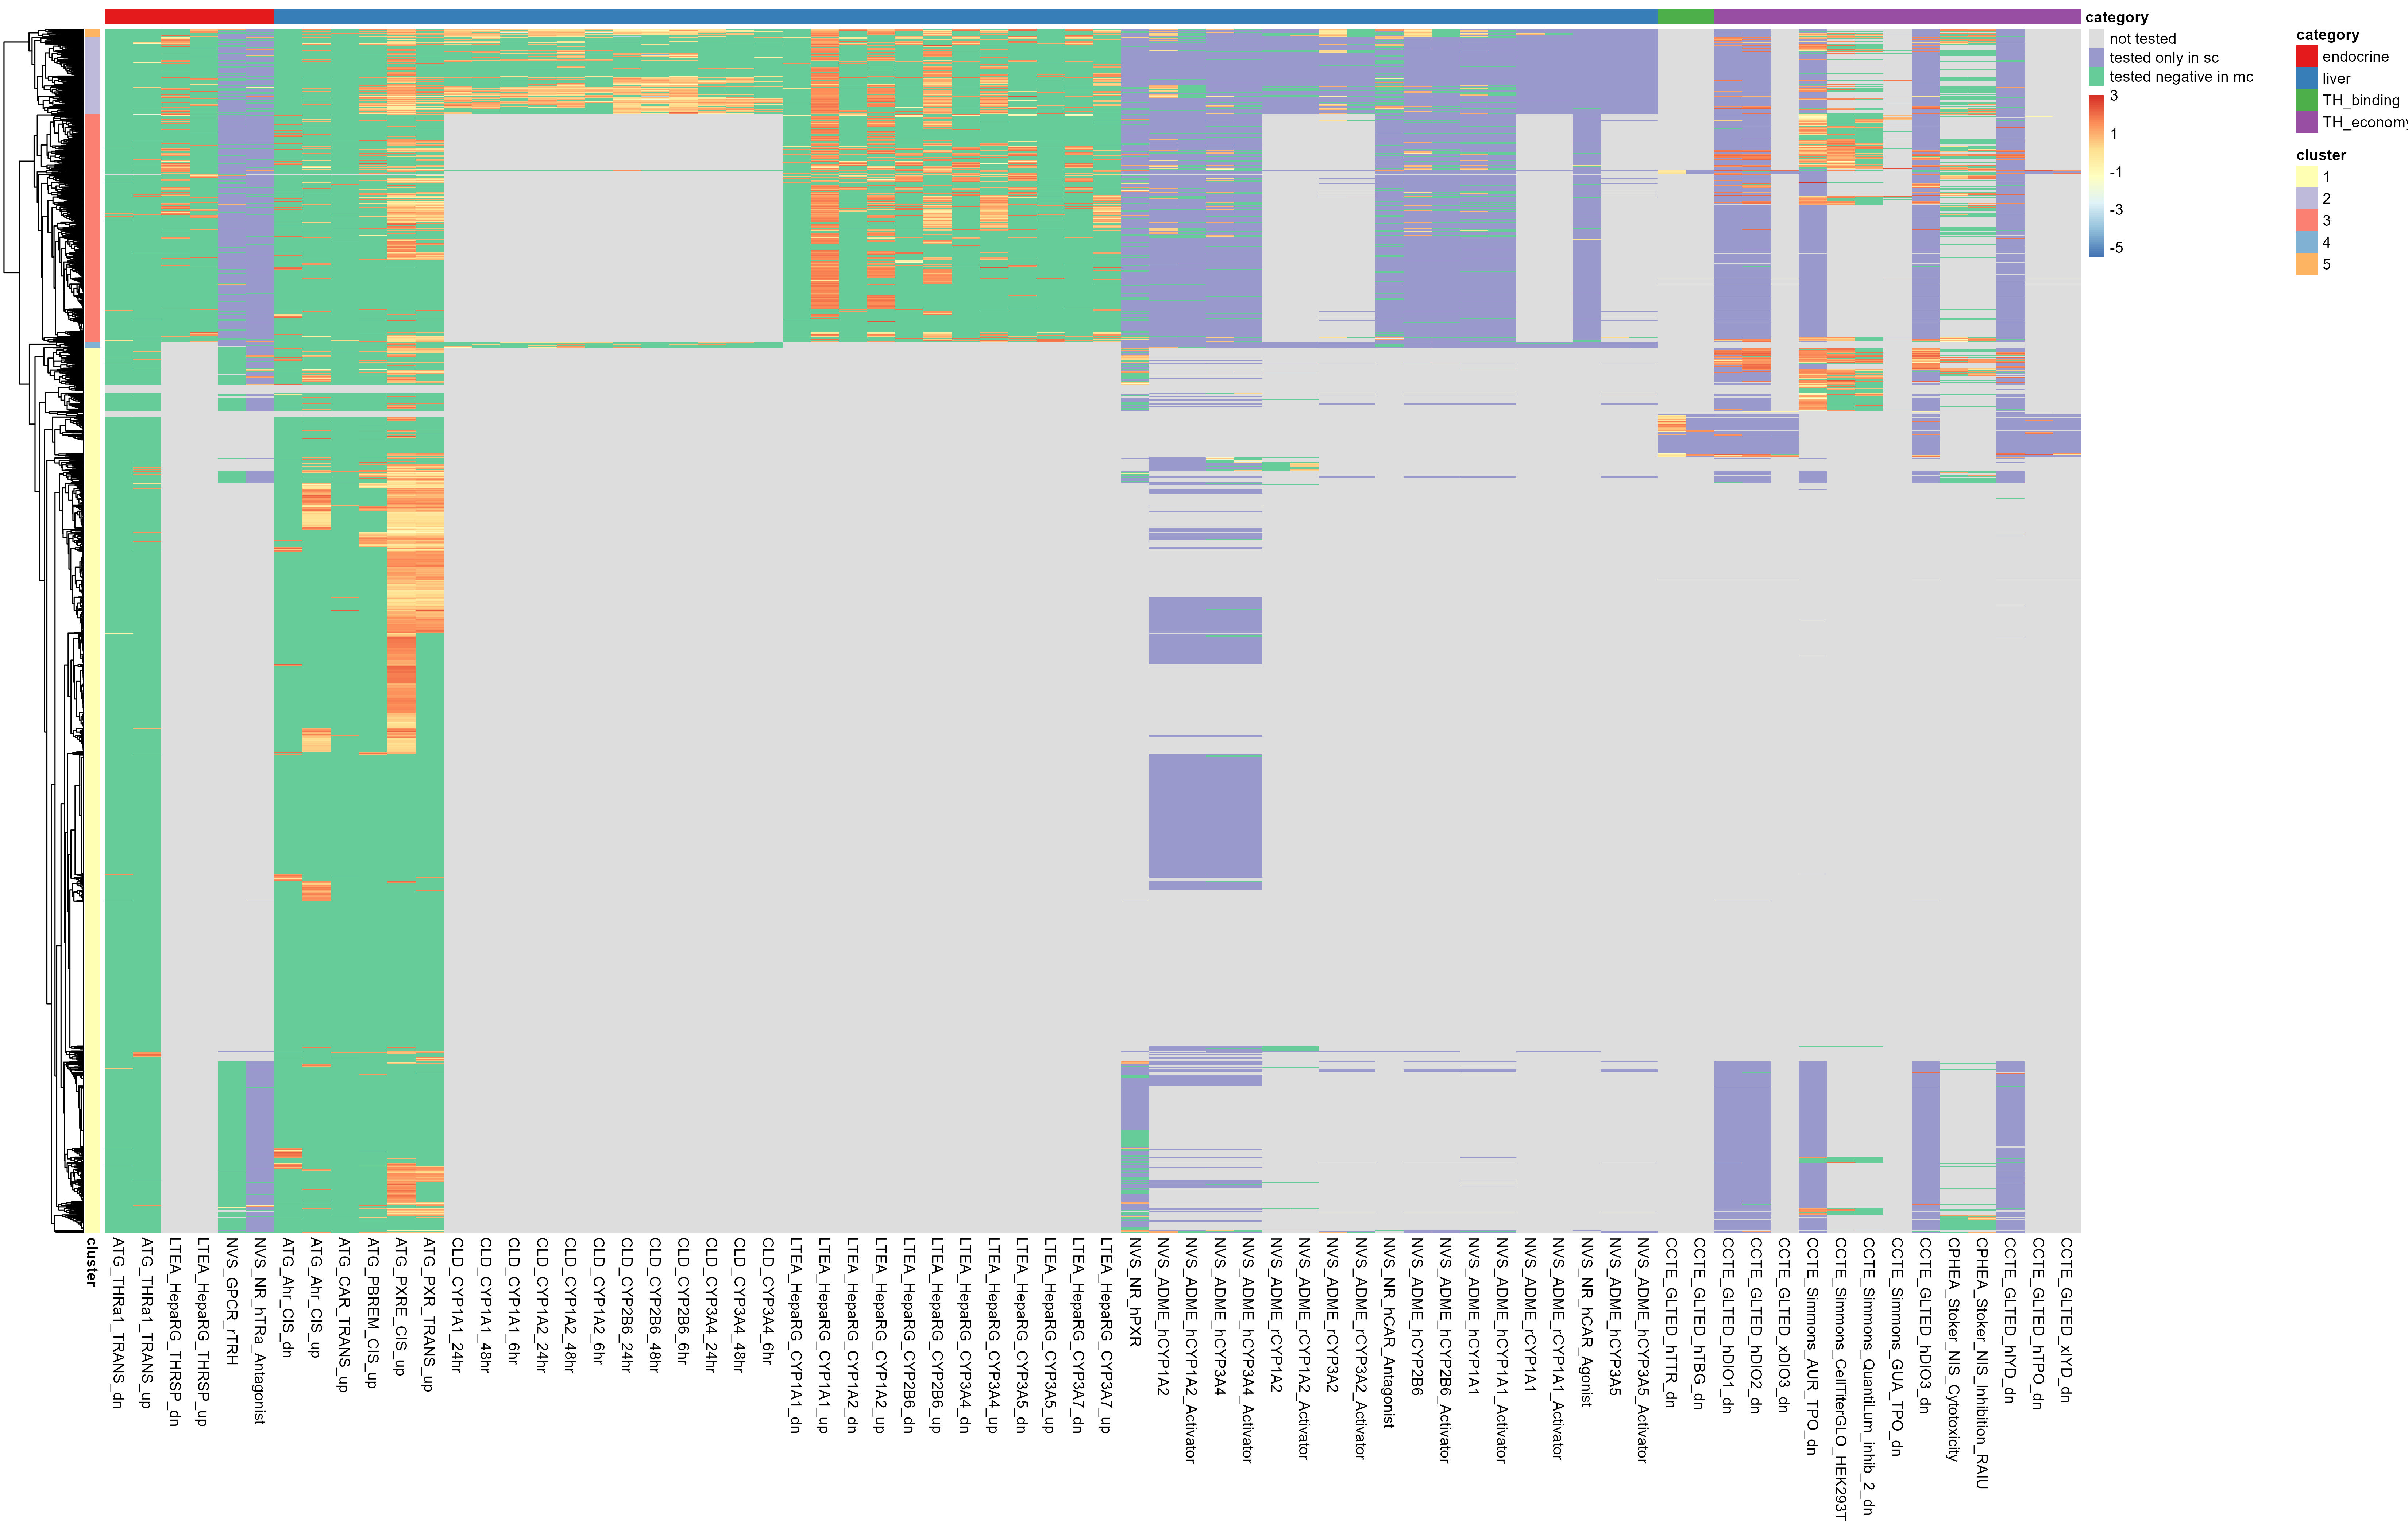 category
not tested
tested only in sc
tested negative in mc
3
1
-1
-3
-5
category
endocrine
liver
TH_binding
TH_economy
cluster
1
2
3
4
5
cluster
ATG_THRa1_TRANS_dn
ATG_THRa1_TRANS_up
LTEA_HepaRG_THRSP_dn
LTEA_HepaRG_THRSP_up
NVS_GPCR_rTRH
NVS_NR_hTRa_Antagonist
ATG_Ahr_CIS_dn
ATG_Ahr_CIS_up
ATG_CAR_TRANS_up
ATG_PBREM_CIS_up
ATG_PXRE_CIS_up
ATG_PXR_TRANS_up
CLD_CYP1A1_24hr
CLD_CYP1A1_48hr
CLD_CYP1A1_6hr
CLD_CYP1A2_24hr
CLD_CYP1A2_48hr
CLD_CYP1A2_6hr
CLD_CYP2B6_24hr
CLD_CYP2B6_48hr
CLD_CYP2B6_6hr
CLD_CYP3A4_24hr
CLD_CYP3A4_48hr
CLD_CYP3A4_6hr
LTEA_HepaRG_CYP1A1_dn
LTEA_HepaRG_CYP1A1_up
LTEA_HepaRG_CYP1A2_dn
LTEA_HepaRG_CYP1A2_up
LTEA_HepaRG_CYP2B6_dn
LTEA_HepaRG_CYP2B6_up
LTEA_HepaRG_CYP3A4_dn
LTEA_HepaRG_CYP3A4_up
LTEA_HepaRG_CYP3A5_dn
LTEA_HepaRG_CYP3A5_up
LTEA_HepaRG_CYP3A7_dn
LTEA_HepaRG_CYP3A7_up
NVS_NR_hPXR
NVS_ADME_hCYP1A2
NVS_ADME_hCYP1A2_Activator
NVS_ADME_hCYP3A4
NVS_ADME_hCYP3A4_Activator
NVS_ADME_rCYP1A2
NVS_ADME_rCYP1A2_Activator
NVS_ADME_rCYP3A2
NVS_ADME_rCYP3A2_Activator
NVS_NR_hCAR_Antagonist
NVS_ADME_hCYP2B6
NVS_ADME_hCYP2B6_Activator
NVS_ADME_hCYP1A1
NVS_ADME_hCYP1A1_Activator
NVS_ADME_rCYP1A1
NVS_ADME_rCYP1A1_Activator
NVS_NR_hCAR_Agonist
NVS_ADME_hCYP3A5
NVS_ADME_hCYP3A5_Activator
CCTE_GLTED_hTTR_dn
CCTE_GLTED_hTBG_dn
CCTE_GLTED_hDIO1_dn
CCTE_GLTED_hDIO2_dn
CCTE_GLTED_xDIO3_dn
CCTE_Simmons_AUR_TPO_dn
CCTE_Simmons_CellTiterGLO_HEK293T
CCTE_Simmons_QuantiLum_inhib_2_dn
CCTE_Simmons_GUA_TPO_dn
CCTE_GLTED_hDIO3_dn
CPHEA_Stoker_NIS_Cytotoxicity
CPHEA_Stoker_NIS_Inhibition_RAIU
CCTE_GLTED_hIYD_dn
CCTE_GLTED_hTPO_dn
CCTE_GLTED_xIYD_dn